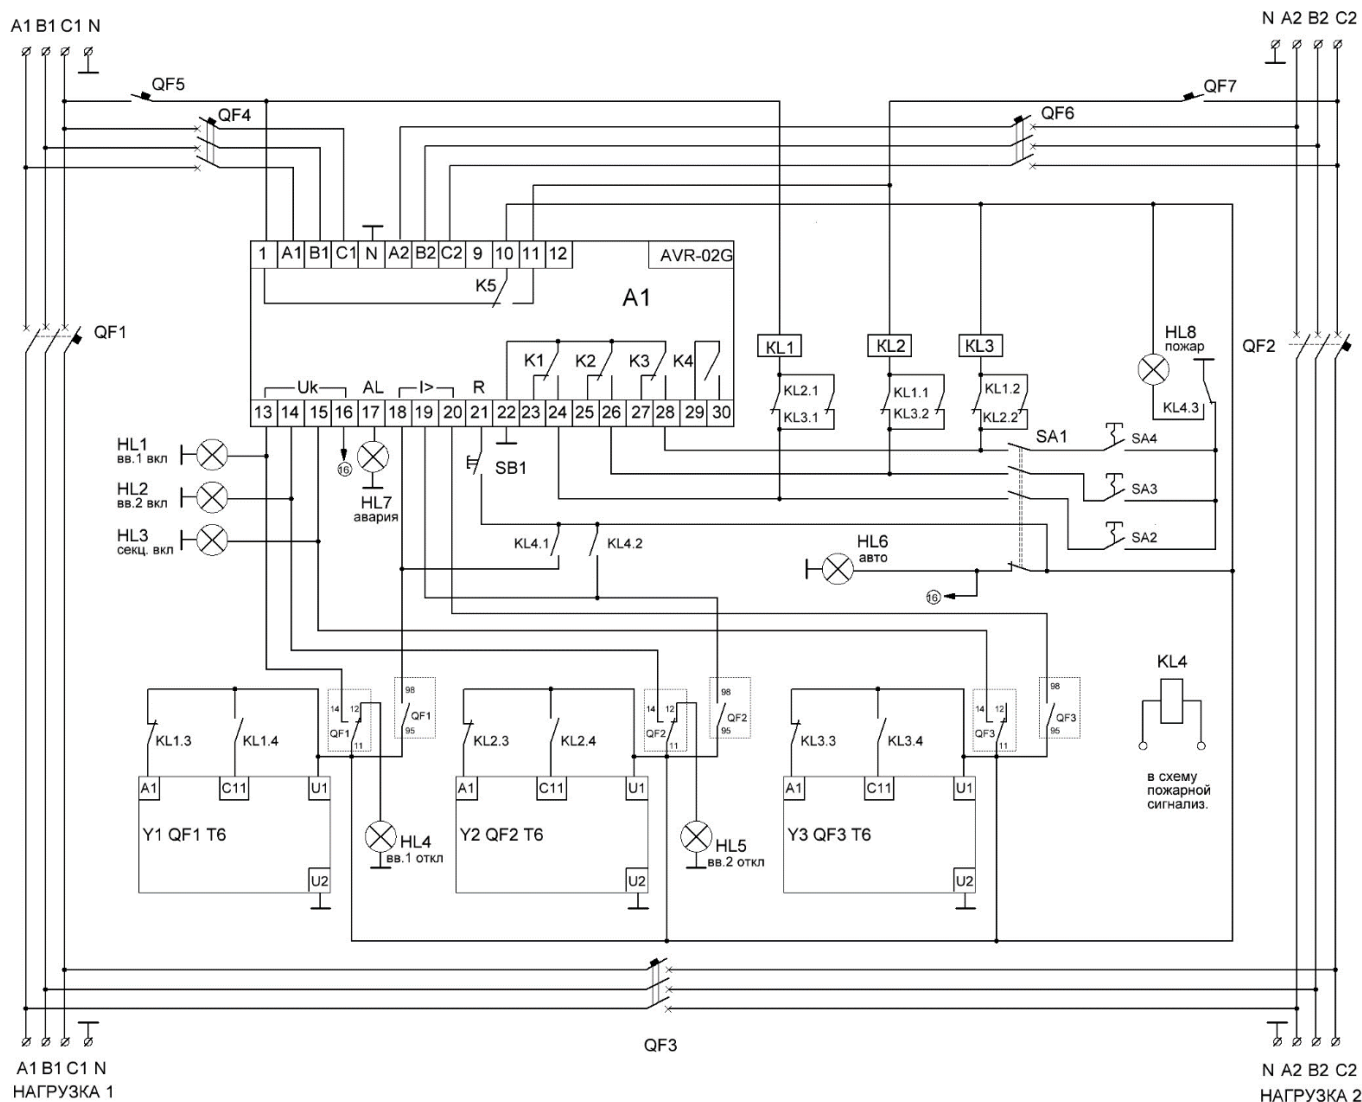 A1 B1 C1 N
N A2 B2 C2
QF5
QF7
QF4
QF6
1 A1 B1 C1 N A2 B2 C2 9 10 11 12
AVR-02G
K5
A1
QF1
QF2
HL8
пожар
KL1
KL2
KL3
K1
K2
K3
K4
Uk
AL
I>
R
KL2.1
KL3.1
KL1.1
KL3.2
KL1.2
KL2.2
KL4.3
13 14 15 16 17 18 19 20 21 22 23 24 25 26 27 28 29 30
HL1
вв.1 вкл
SA1
SA4
16
SB1
HL2
вв.2 вкл
HL7
авария
SA3
HL3
секц. вкл
KL4.1
KL4.2
HL6
авто
SA2
16
KL4
98
14
12
QF1
QF1
95
11
98
14
12
QF2
QF2
95
11
98
14
12
QF3
QF3
95
11
KL1.3
KL1.4
KL2.3
KL2.4
KL3.3
KL3.4
в схему
пожарной
сигнализ.
A1
C11
U1
A1
C11
U1
A1
C11
U1
Y1 QF1 T6
HL4
вв.1 откл
Y2 QF2 T6
HL5
вв.2 откл
Y3 QF3 T6
U2
U2
U2
QF3
A1 B1 C1 N
НАГРУЗКА 1
N A2 B2 C2
НАГРУЗКА 2